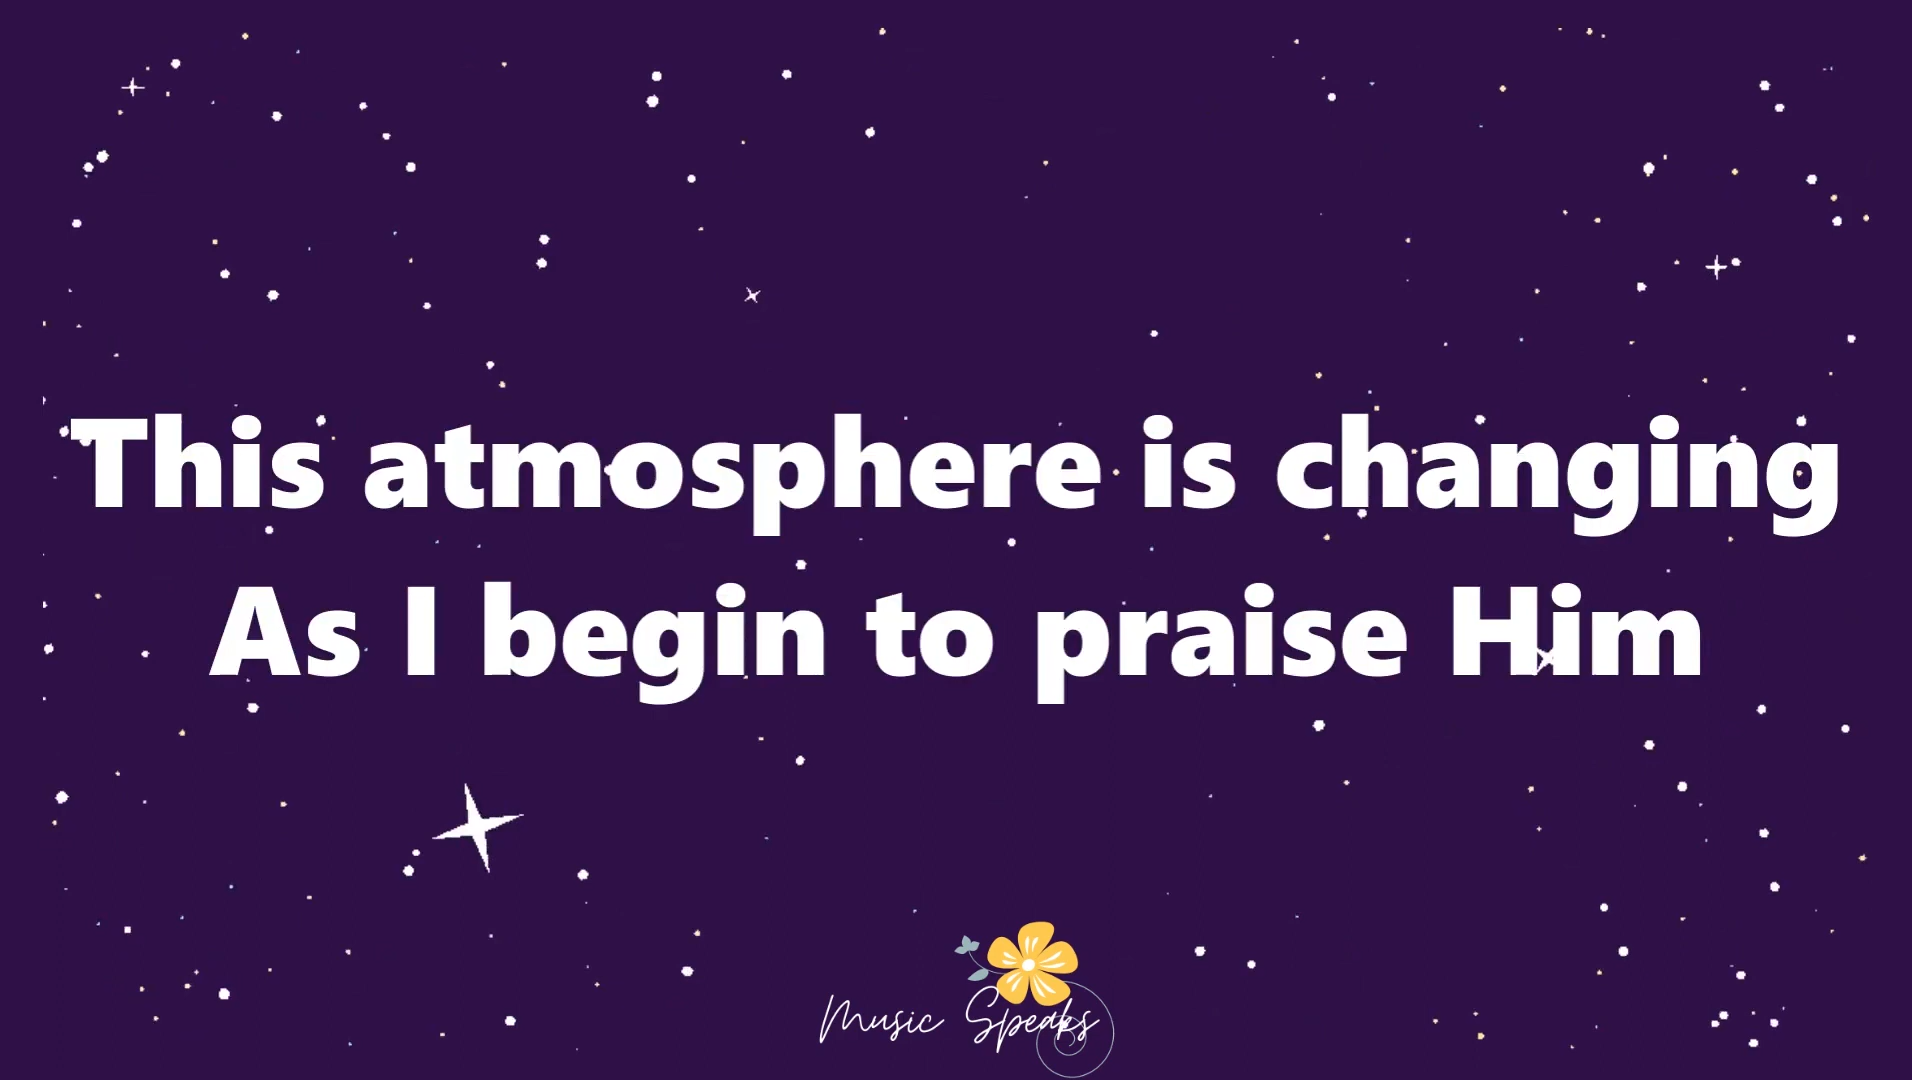 This atmosphere is changing
As I begin to praise Him
Music Speaks